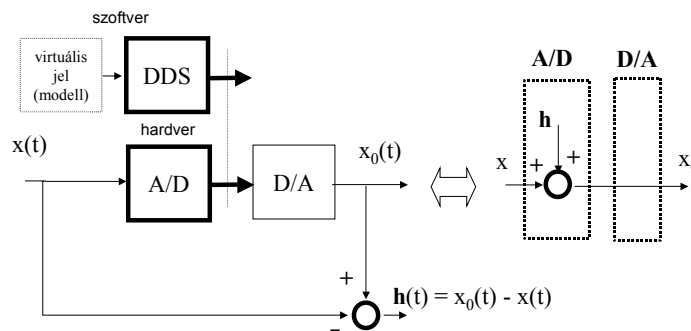 szoftver
virtuális
jel
(modell)
DDS
hardver
x(t)
A/D
D/A
x₀(t)
+
-
h(t) = x₀(t) - x(t)
A/D
D/A
h
x
+
+